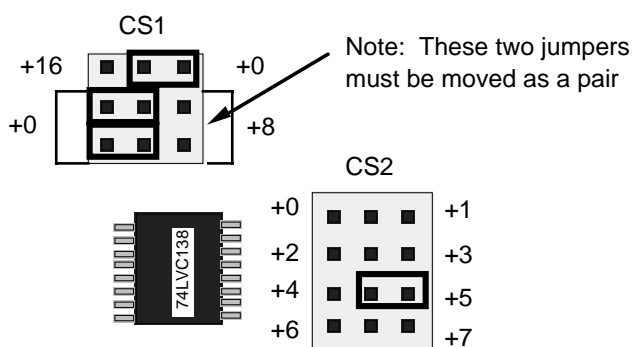 CS1
+16
+0
Note:  These two jumpers
must be moved as a pair
+0
+8
CS2
+0
+1
+2
+3
+4
+5
+6
+7
74LVC138